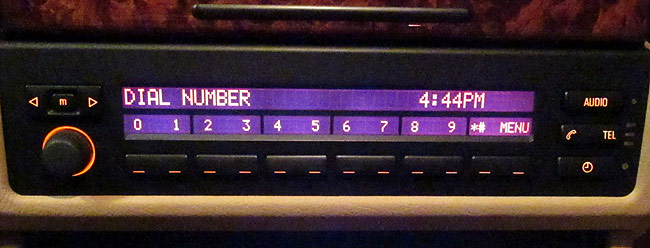 DIAL NUMBER 4:44PM
0 1 2 3 4 5 6 7 8 9 *# MENU
m
AUDIO
TEL